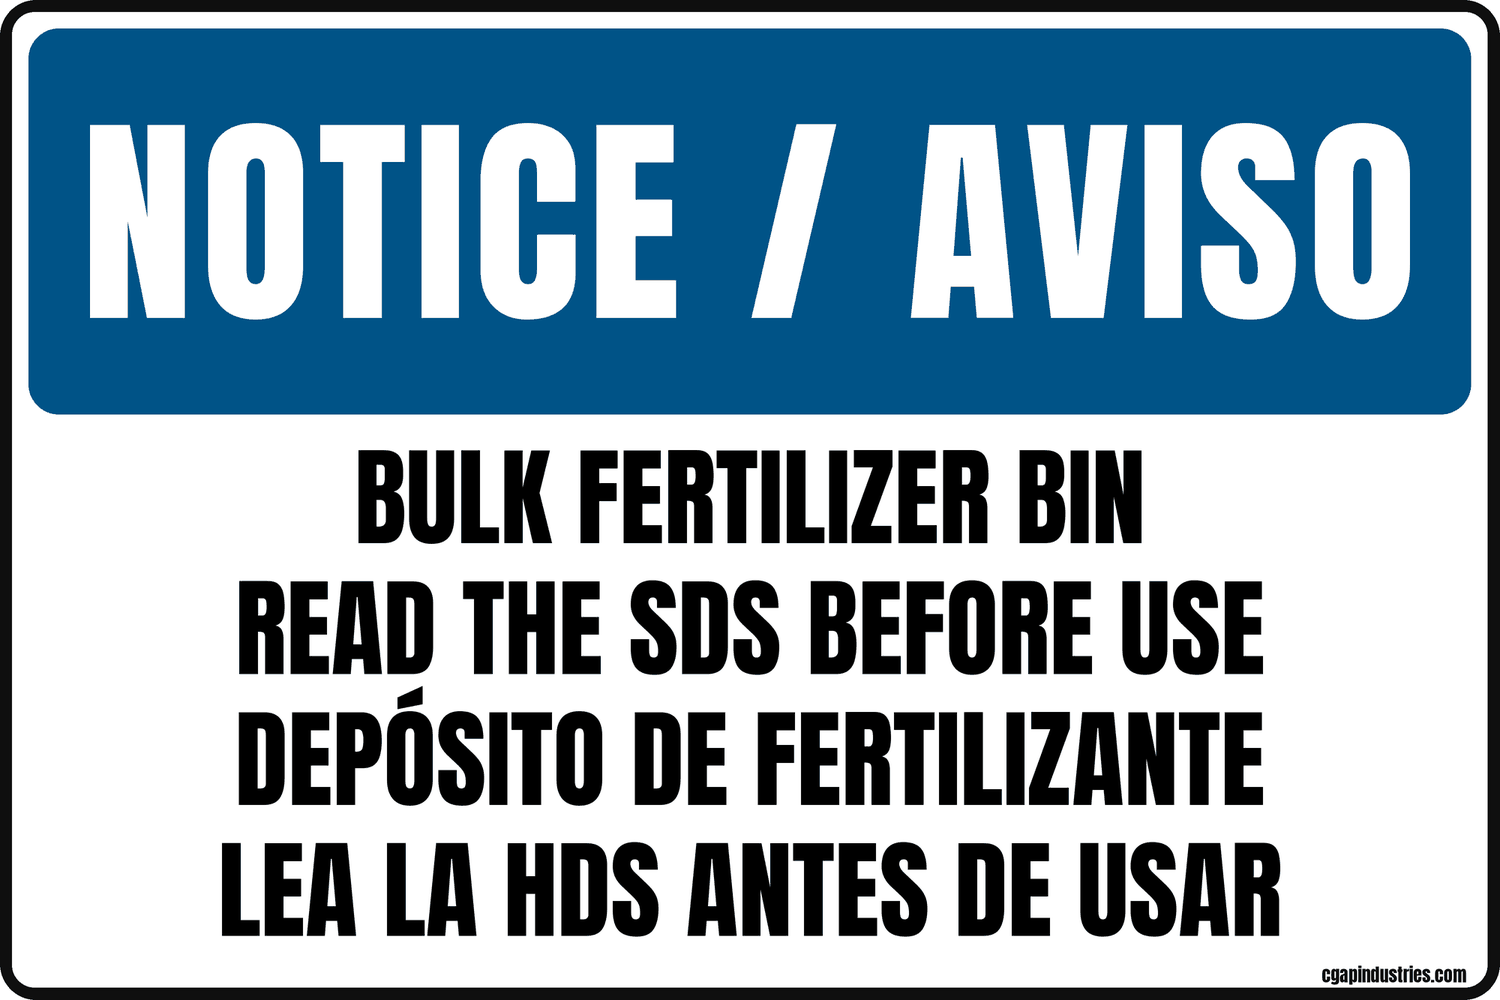 NOTICE / AVISO
BULK FERTILIZER BIN
READ THE SDS BEFORE USE
DEPÓSITO DE FERTILIZANTE
LEA LA HDS ANTES DE USAR
cgapindustries.com